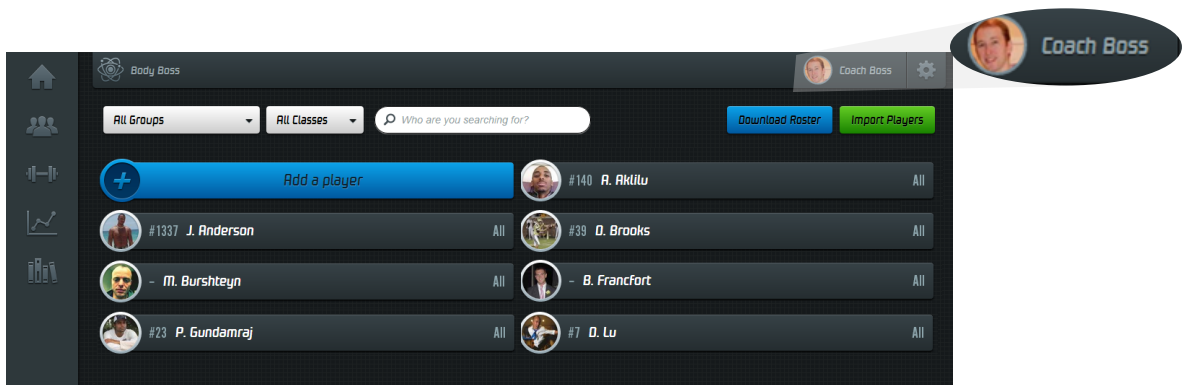 Coach Boss
Body Boss
Coach Boss
All Groups
All Classes
Who are you searching for?
Download Roster
Import Players
Add a player
#140 A. Aklilu All
#1337 J. Anderson All
#39 D. Brooks All
- M. Burshteyn All
- B. Francfort All
#23 P. Gundamraj All
#7 D. Lu All